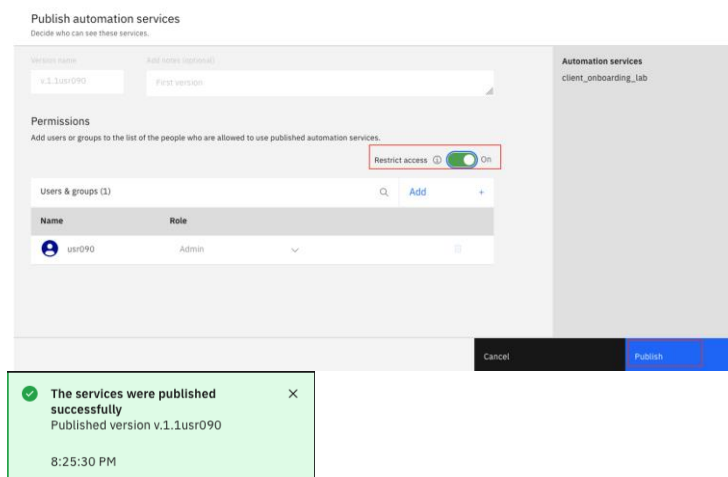 Publish automation services
Decide who can see these services.
Version name
Add notes (optional)
v.1.1usr090
First version
Automation services
client_onboarding_lab
Permissions
Add users or groups to the list of the people who are allowed to use published automation services.
Restrict access On
Users & groups (1)
Add +
Name Role
usr090 Admin
Cancel Publish
The services were published
successfully
Published version v.1.1usr090
8:25:30 PM